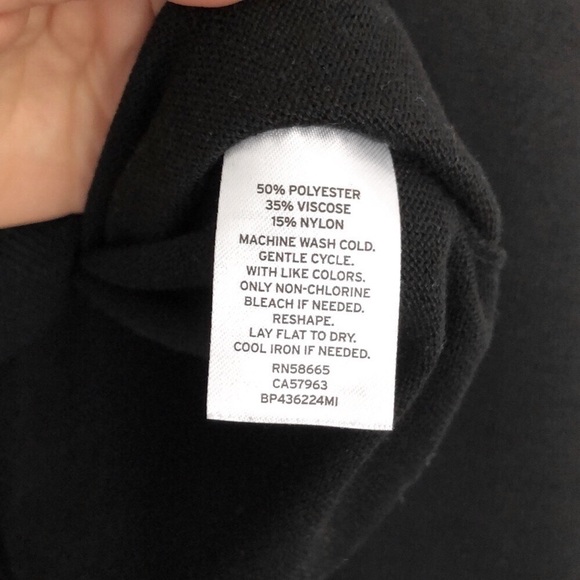 50% POLYESTER
35% VISCOSE
15% NYLON
MACHINE WASH COLD.
GENTLE CYCLE.
WITH LIKE COLORS.
ONLY NON-CHLORINE
BLEACH IF NEEDED.
RESHAPE.
LAY FLAT TO DRY.
COOL IRON IF NEEDED.
RN58665
CA57963
BP436224MI